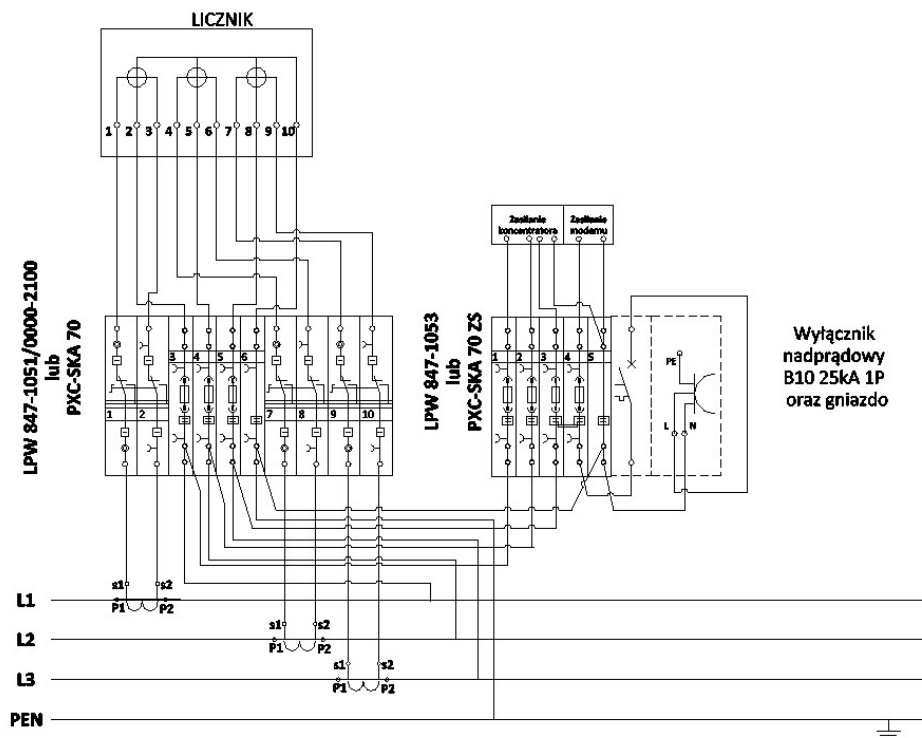 LICZNIK
1 2 3 4 5 6 7 8 9 10
Zasilanie koncentratora
Zasilanie modemu
LPW 847-1051/0000-2100
lub
PXC-SKA 70
3 4 5 6
1 2
7 8 9 10
LPW 847-1053
lub
PXC-SKA 70 ZS
1 2 3 4 5
PE
L N
Wyłącznik
nadprądowy
B10 25kA 1P
oraz gniazdo
s1 s2
L1
P1 P2
s1 s2
L2
P1 P2
s1 s2
L3
P1 P2
PEN